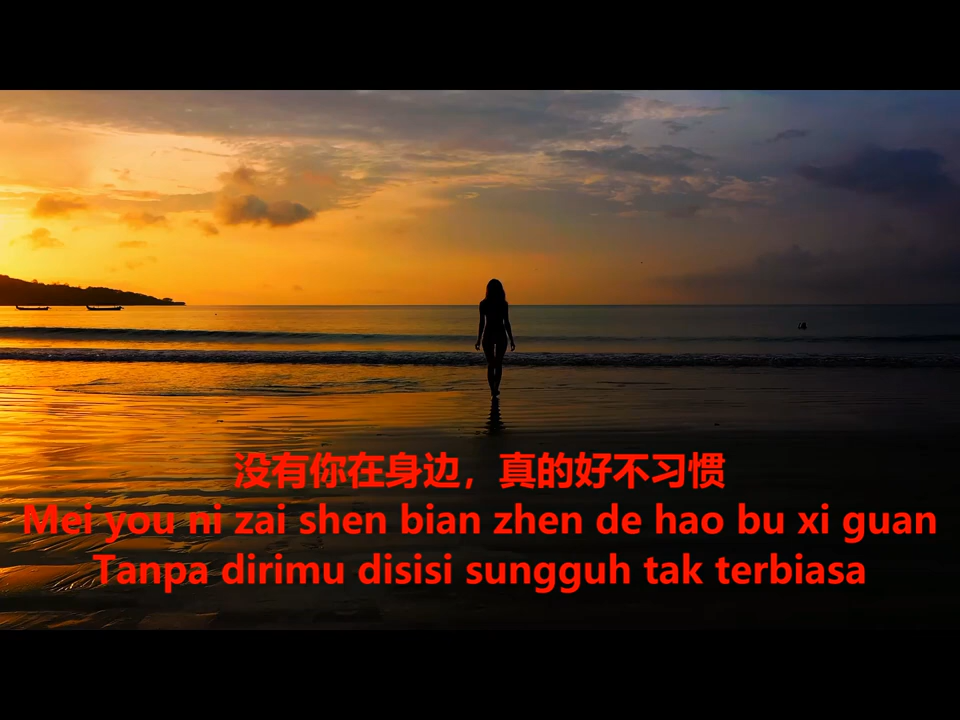 没有你在身边，真的好不习惯
Mei you ni zai shen bian zhen de hao bu xi guan
Tanpa dirimu disisi sungguh tak terbiasa